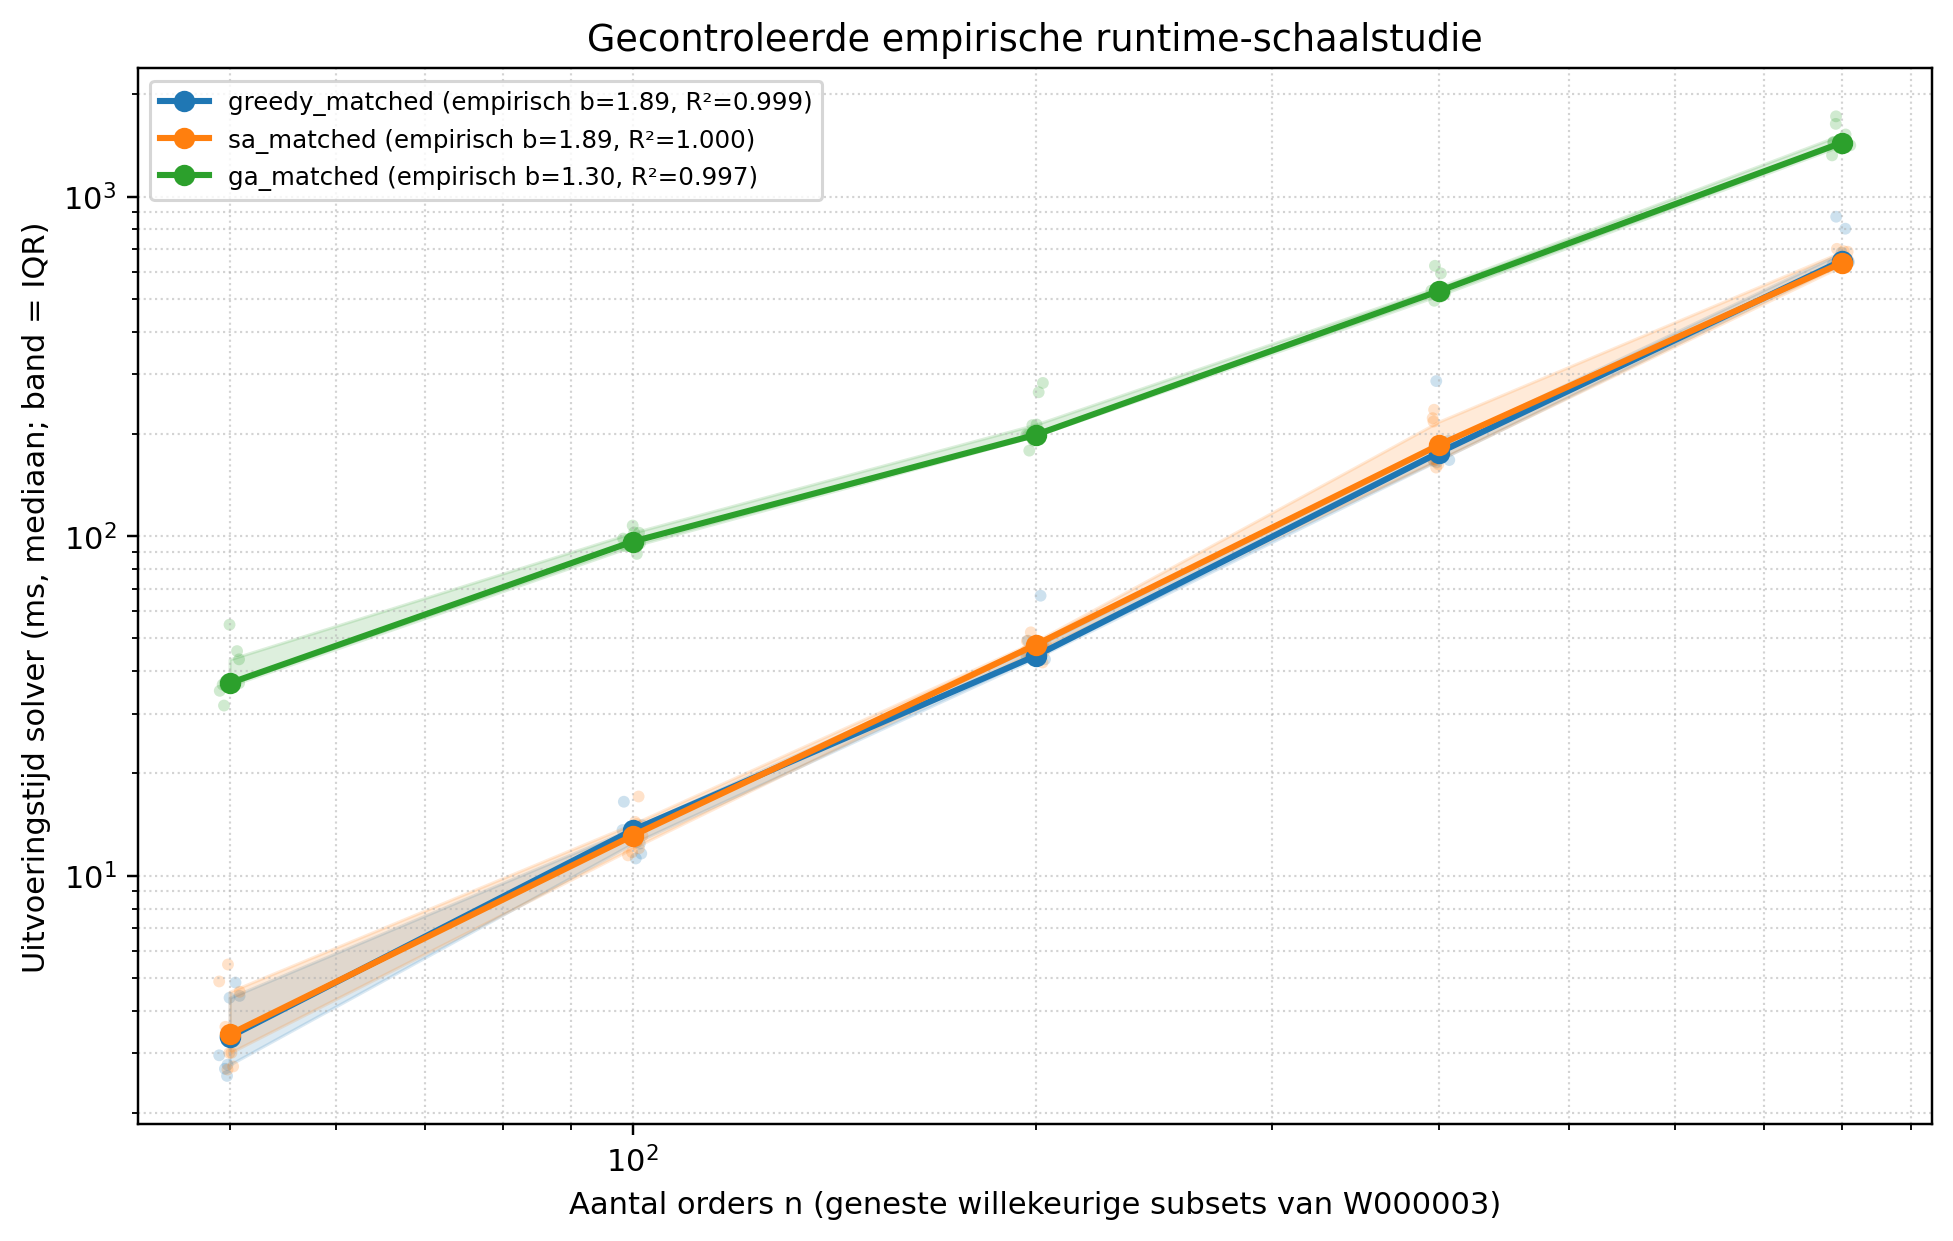 Gecontroleerde empirische runtime-schaalstudie
greedy_matched (empirisch b=1.89, R²=0.999)
sa_matched (empirisch b=1.89, R²=1.000)
ga_matched (empirisch b=1.30, R²=0.997)
Uitvoeringstijd solver (ms, mediaan; band = IQR)
10³
10²
10¹
10²
Aantal orders n (geneste willekeurige subsets van W000003)